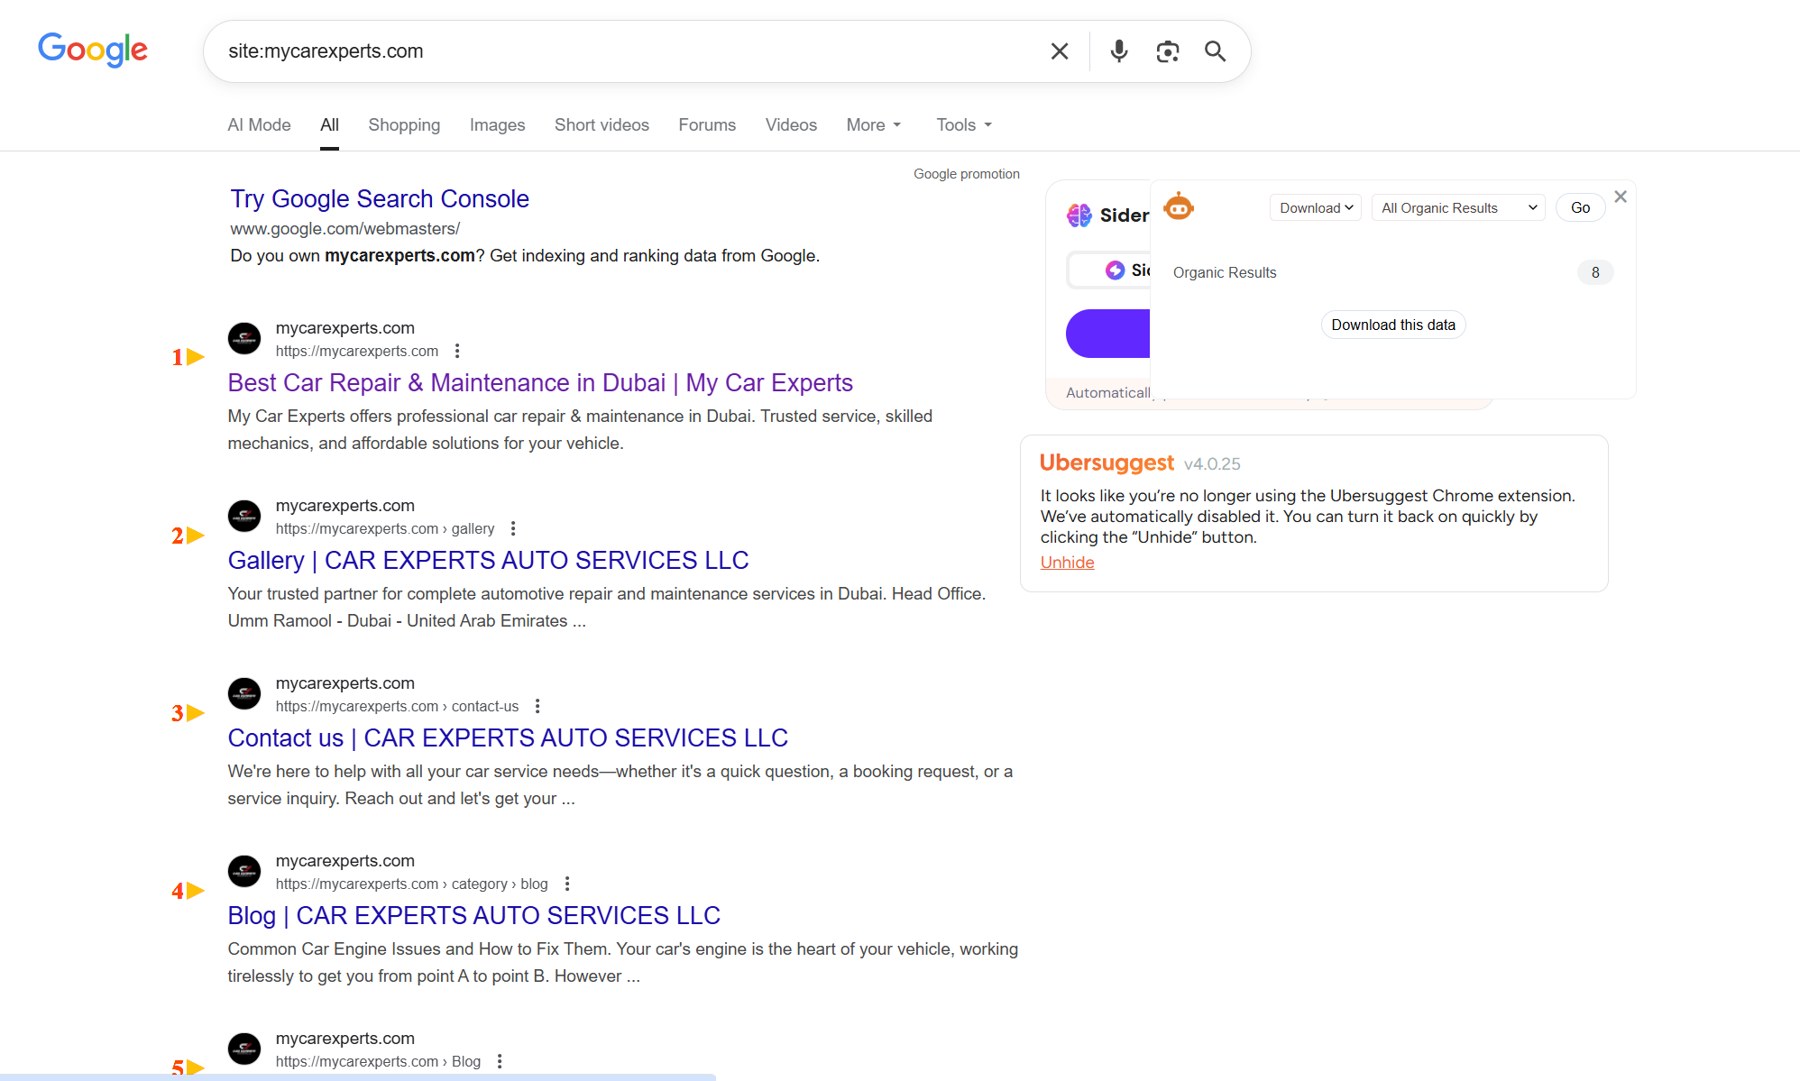 Google
site:mycarexperts.com
AI Mode All Shopping Images Short videos Forums Videos More Tools
Google promotion
Try Google Search Console
www.google.com/webmasters/
Do you own mycarexperts.com? Get indexing and ranking data from Google.
1
mycarexperts.com
https://mycarexperts.com
Best Car Repair & Maintenance in Dubai | My Car Experts
My Car Experts offers professional car repair & maintenance in Dubai. Trusted service, skilled
mechanics, and affordable solutions for your vehicle.
2
mycarexperts.com
https://mycarexperts.com › gallery
Gallery | CAR EXPERTS AUTO SERVICES LLC
Your trusted partner for complete automotive repair and maintenance services in Dubai. Head Office.
Umm Ramool - Dubai - United Arab Emirates ...
3
mycarexperts.com
https://mycarexperts.com › contact-us
Contact us | CAR EXPERTS AUTO SERVICES LLC
We're here to help with all your car service needs—whether it's a quick question, a booking request, or a
service inquiry. Reach out and let's get your ...
4
mycarexperts.com
https://mycarexperts.com › category › blog
Blog | CAR EXPERTS AUTO SERVICES LLC
Common Car Engine Issues and How to Fix Them. Your car's engine is the heart of your vehicle, working
tirelessly to get you from point A to point B. However ...
5
mycarexperts.com
https://mycarexperts.com › Blog
Sider
Automatically
Download All Organic Results Go
Organic Results 8
Download this data
Ubersuggest v4.0.25
It looks like you’re no longer using the Ubersuggest Chrome extension.
We’ve automatically disabled it. You can turn it back on quickly by
clicking the “Unhide” button.
Unhide